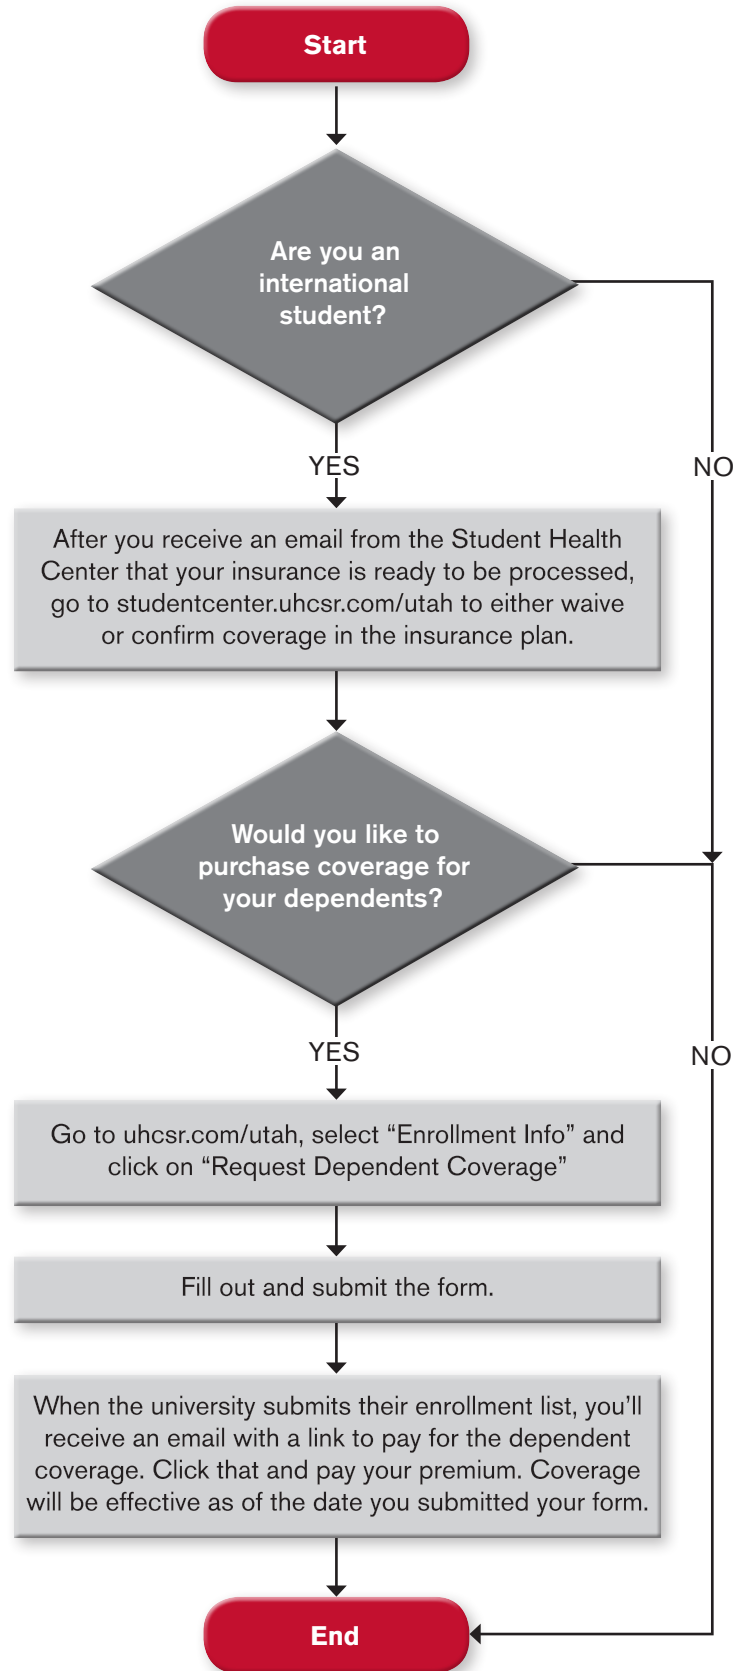 Start
Are you an
international
student?
YES
NO
After you receive an email from the Student Health
Center that your insurance is ready to be processed,
go to studentcenter.uhcsr.com/utah to either waive
or confirm coverage in the insurance plan.
Would you like to
purchase coverage for
your dependents?
YES
NO
Go to uhcsr.com/utah, select “Enrollment Info” and
click on “Request Dependent Coverage”
Fill out and submit the form.
When the university submits their enrollment list, you’ll
receive an email with a link to pay for the dependent
coverage. Click that and pay your premium. Coverage
will be effective as of the date you submitted your form.
End